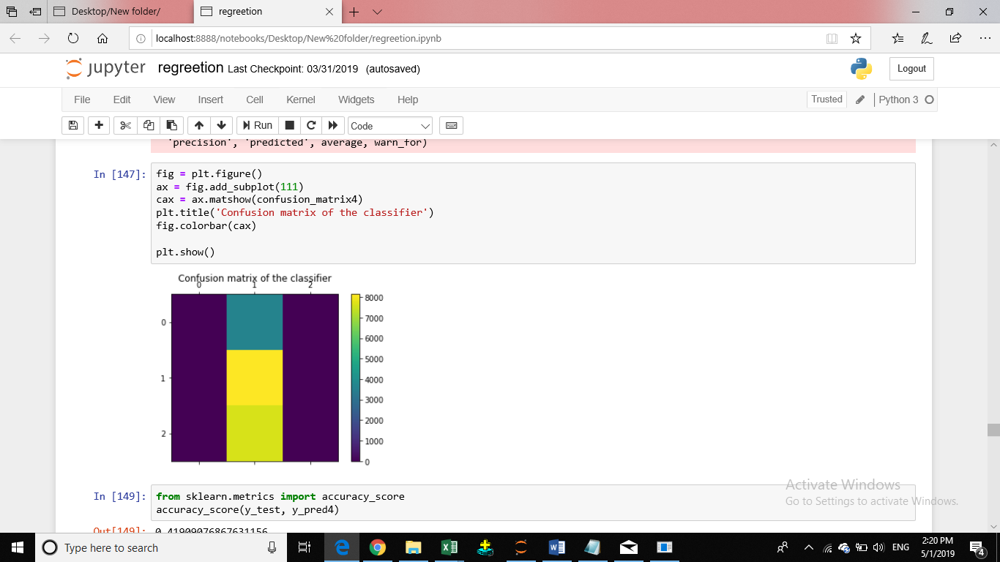 Desktop/New folder/
regreetion
localhost:8888/notebooks/Desktop/New%20folder/regreetion.ipynb
jupyter regreetion Last Checkpoint: 03/31/2019 (autosaved)
Logout
File Edit View Insert Cell Kernel Widgets Help
Trusted
Python 3
Run
Code
'precision', 'predicted', average, warn_for)
In [147]:
fig = plt.figure()
ax = fig.add_subplot(111)
cax = ax.matshow(confusion_matrix4)
plt.title('Confusion matrix of the classifier')
fig.colorbar(cax)
plt.show()
Confusion matrix of the classifier
0 1 2
0
1
2
8000
7000
6000
5000
4000
3000
2000
1000
0
In [149]:
from sklearn.metrics import accuracy_score
accuracy_score(y_test, y_pred4)
Out[149]: 0.41909076867631156
Activate Windows
Go to Settings to activate Windows.
Type here to search
ENG
2:20 PM
5/1/2019
4